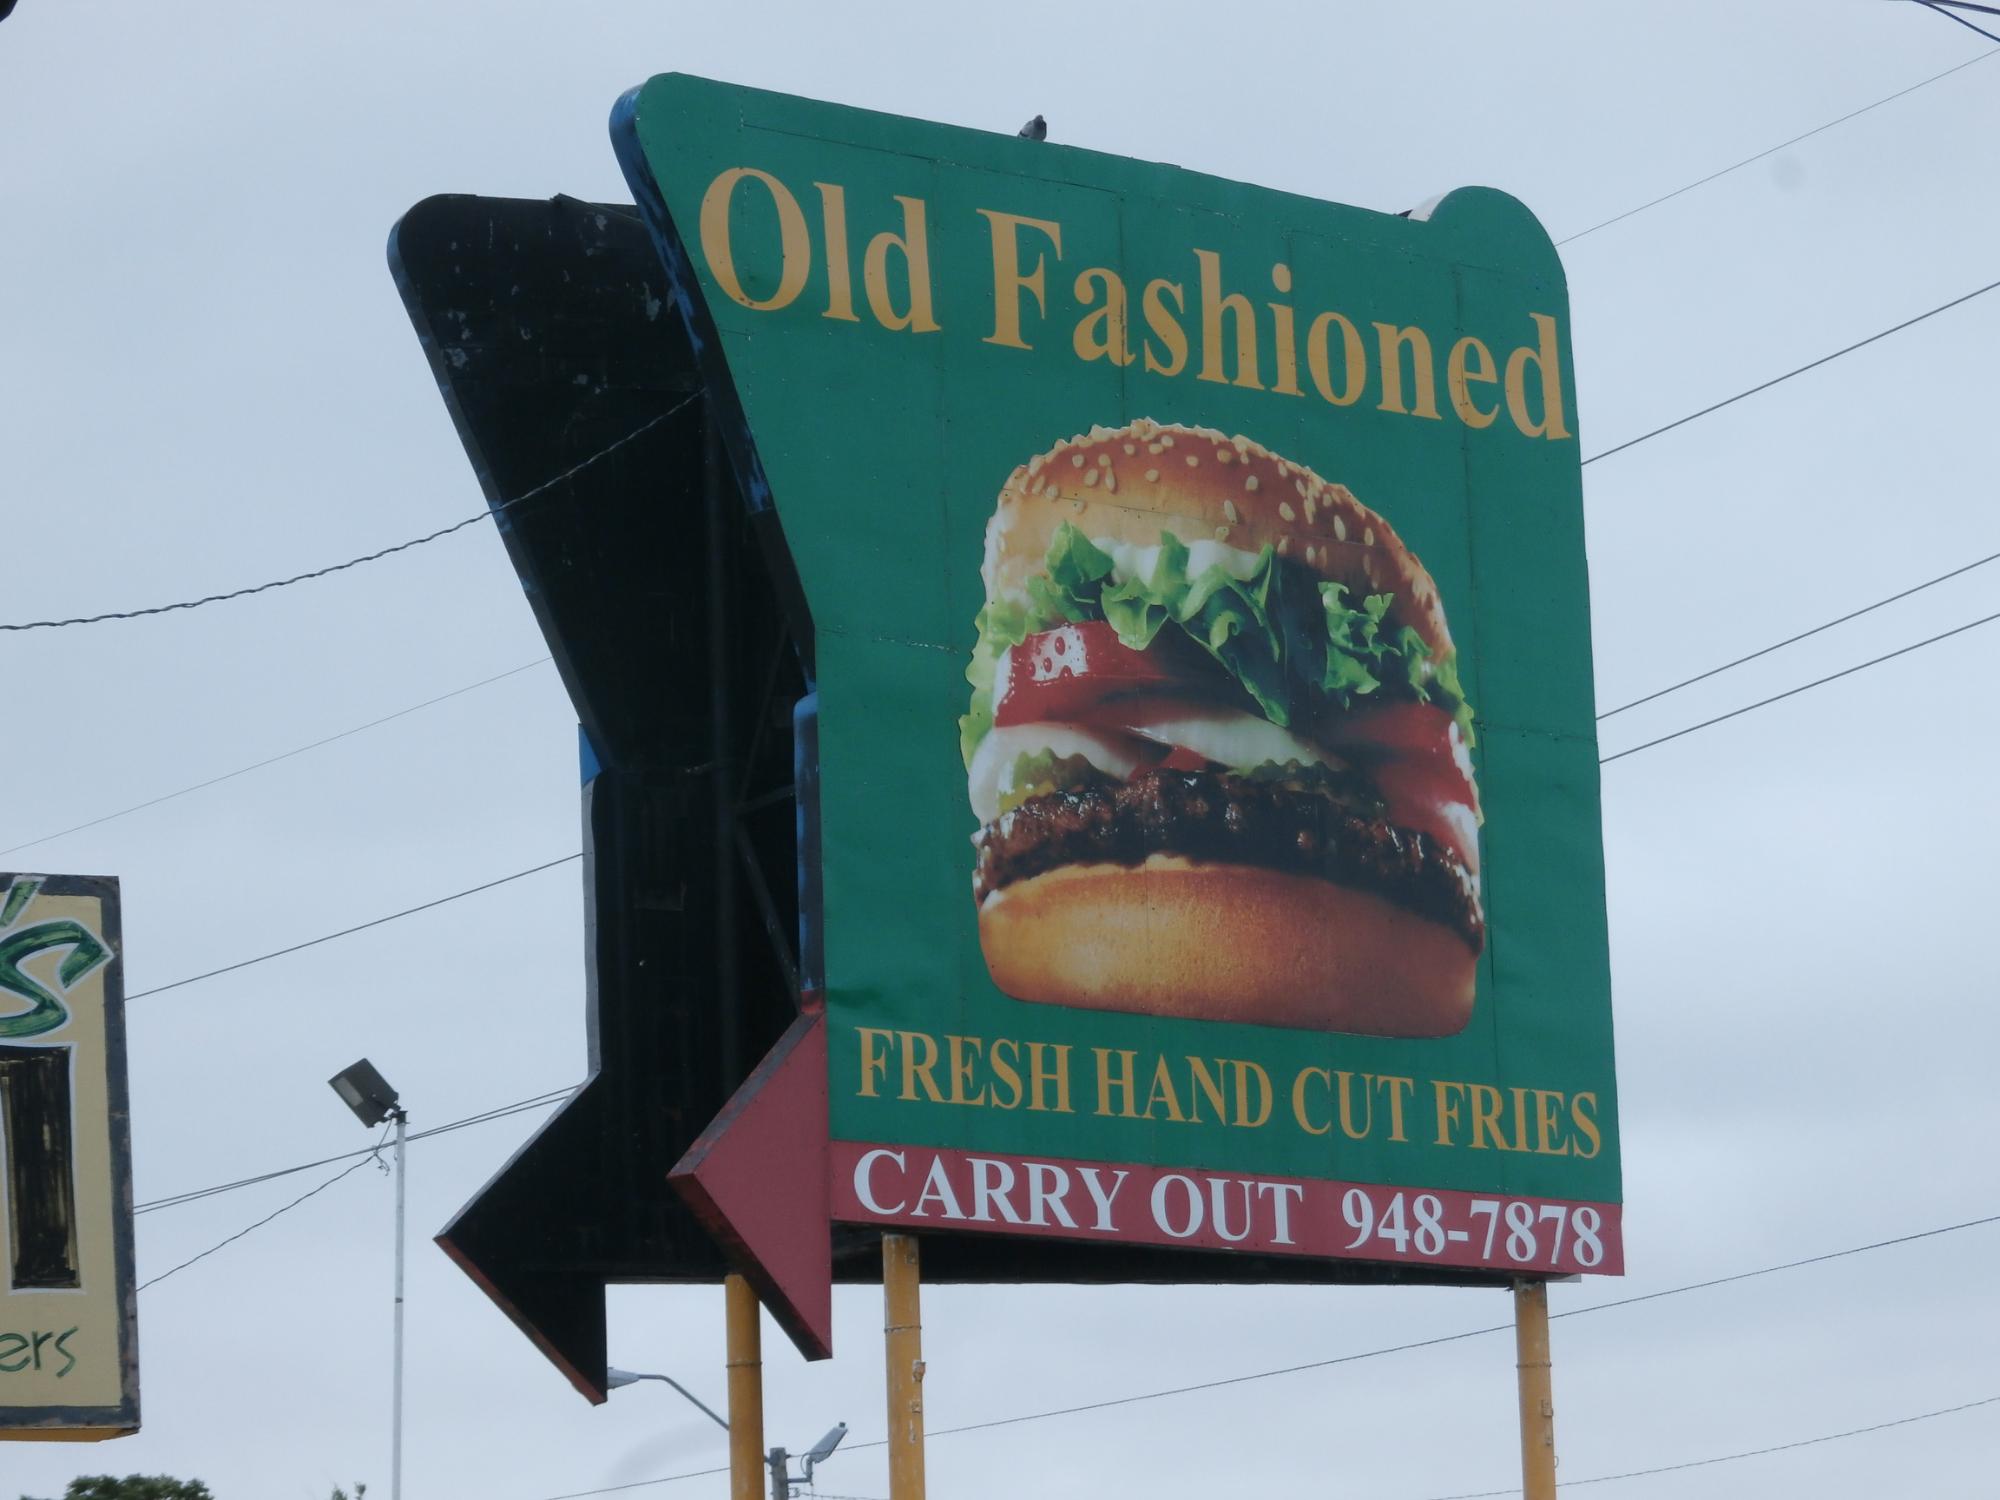 Old Fashioned
FRESH HAND CUT FRIES
CARRY OUT 948-7878
's
ers